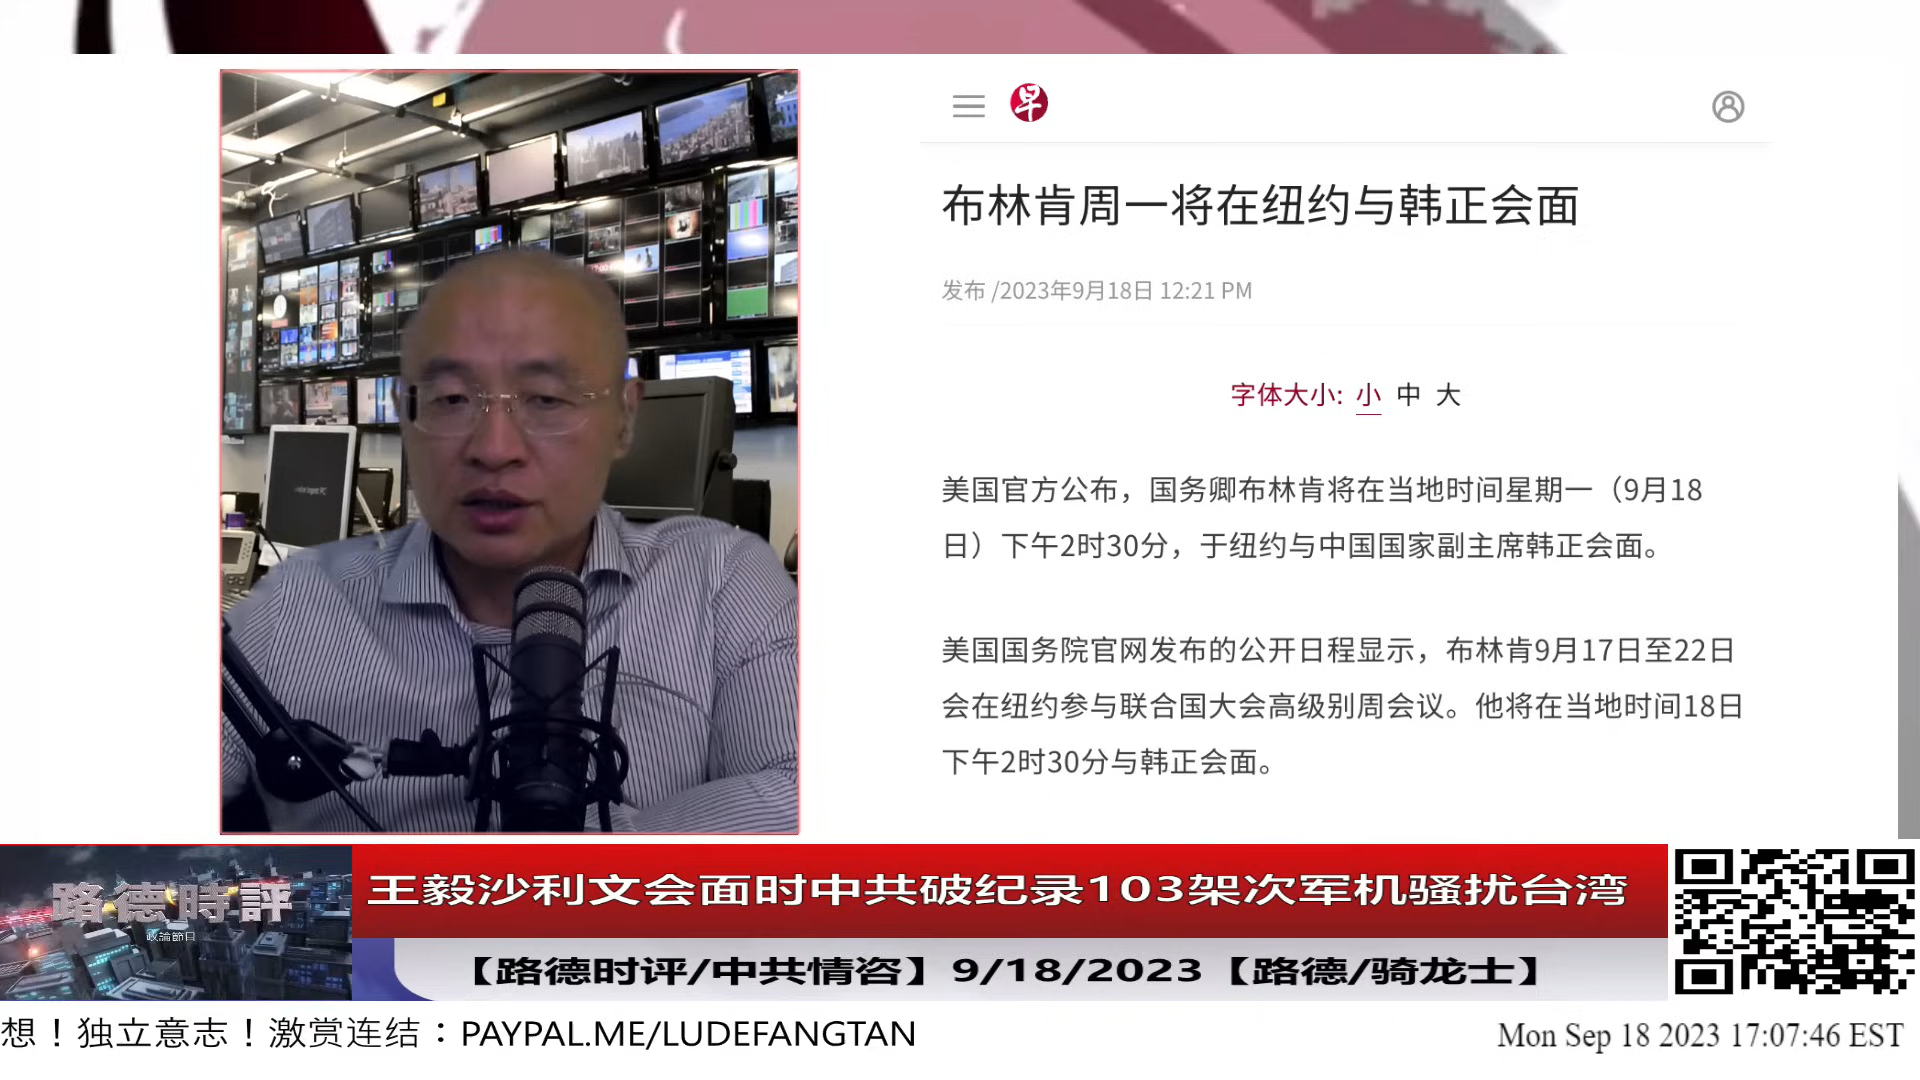 早
布林肯周一将在纽约与韩正会面
发布 /2023年9月18日 12:21 PM
字体大小: 小 中 大
美国官方公布，国务卿布林肯将在当地时间星期一（9月18
日）下午2时30分，于纽约与中国国家副主席韩正会面。
美国国务院官网发布的公开日程显示，布林肯9月17日至22日
会在纽约参与联合国大会高级别周会议。他将在当地时间18日
下午2时30分与韩正会面。
路德時評
政論節目
王毅沙利文会面时中共破纪录103架次军机骚扰台湾
【路德时评/中共情咨】9/18/2023【路德/骑龙士】
想！独立意志！激赏连结：PAYPAL.ME/LUDEFANGTAN
Mon Sep 18 2023 17:07:46 EST